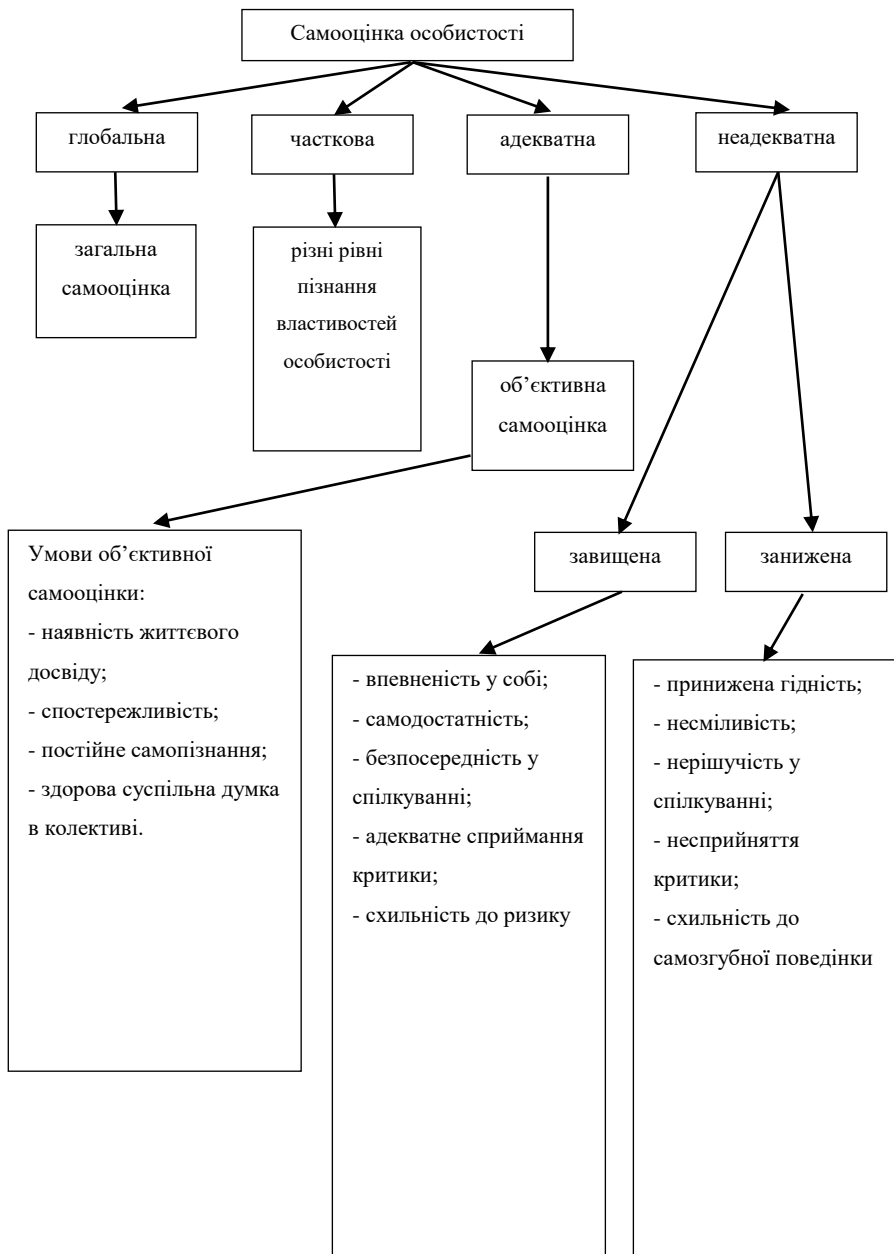 Самооцінка особистості
глобальна
часткова
адекватна
неадекватна
загальна
самооцінка
різні рівні
пізнання
властивостей
особистості
об’єктивна
самооцінка
Умови об’єктивної
самооцінки:
- наявність життєвого
досвіду;
- спостережливість;
- постійне самопізнання;
- здорова суспільна думка
в колективі.
завищена
занижена
- впевненість у собі;
- самодостатність;
- безпосередність у
спілкуванні;
- адекватне сприймання
критики;
- схильність до ризику
- принижена гідність;
- несміливість;
- нерішучість у
спілкуванні;
- несприйняття
критики;
- схильність до
самозгубної поведінки